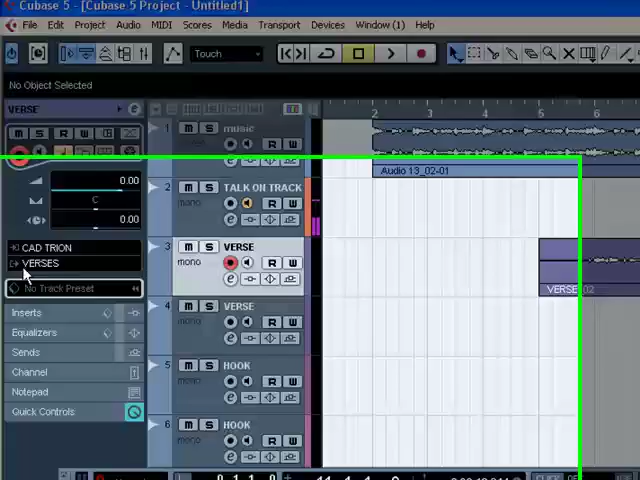 Cubase 5 - [Cubase 5 Project - Untitled1]
File Edit Project Audio MIDI Scores Media Transport Devices Window (1) Help
Touch
No Object Selected
VERSE
M S R W
0.00
C
0.00
CAD TRION
VERSES
No Track Preset
Inserts
Equalizers
Sends
Channel
Notepad
Quick Controls
2 3 4 5 6
1 M S music
mono R W
2 M S TALK ON TRACK
mono R W
3 M S VERSE
mono R W
4 M S VERSE
mono R W
5 M S HOOK
mono R W
6 M S HOOK
mono R W
Audio 13_02-01
VERSE_02